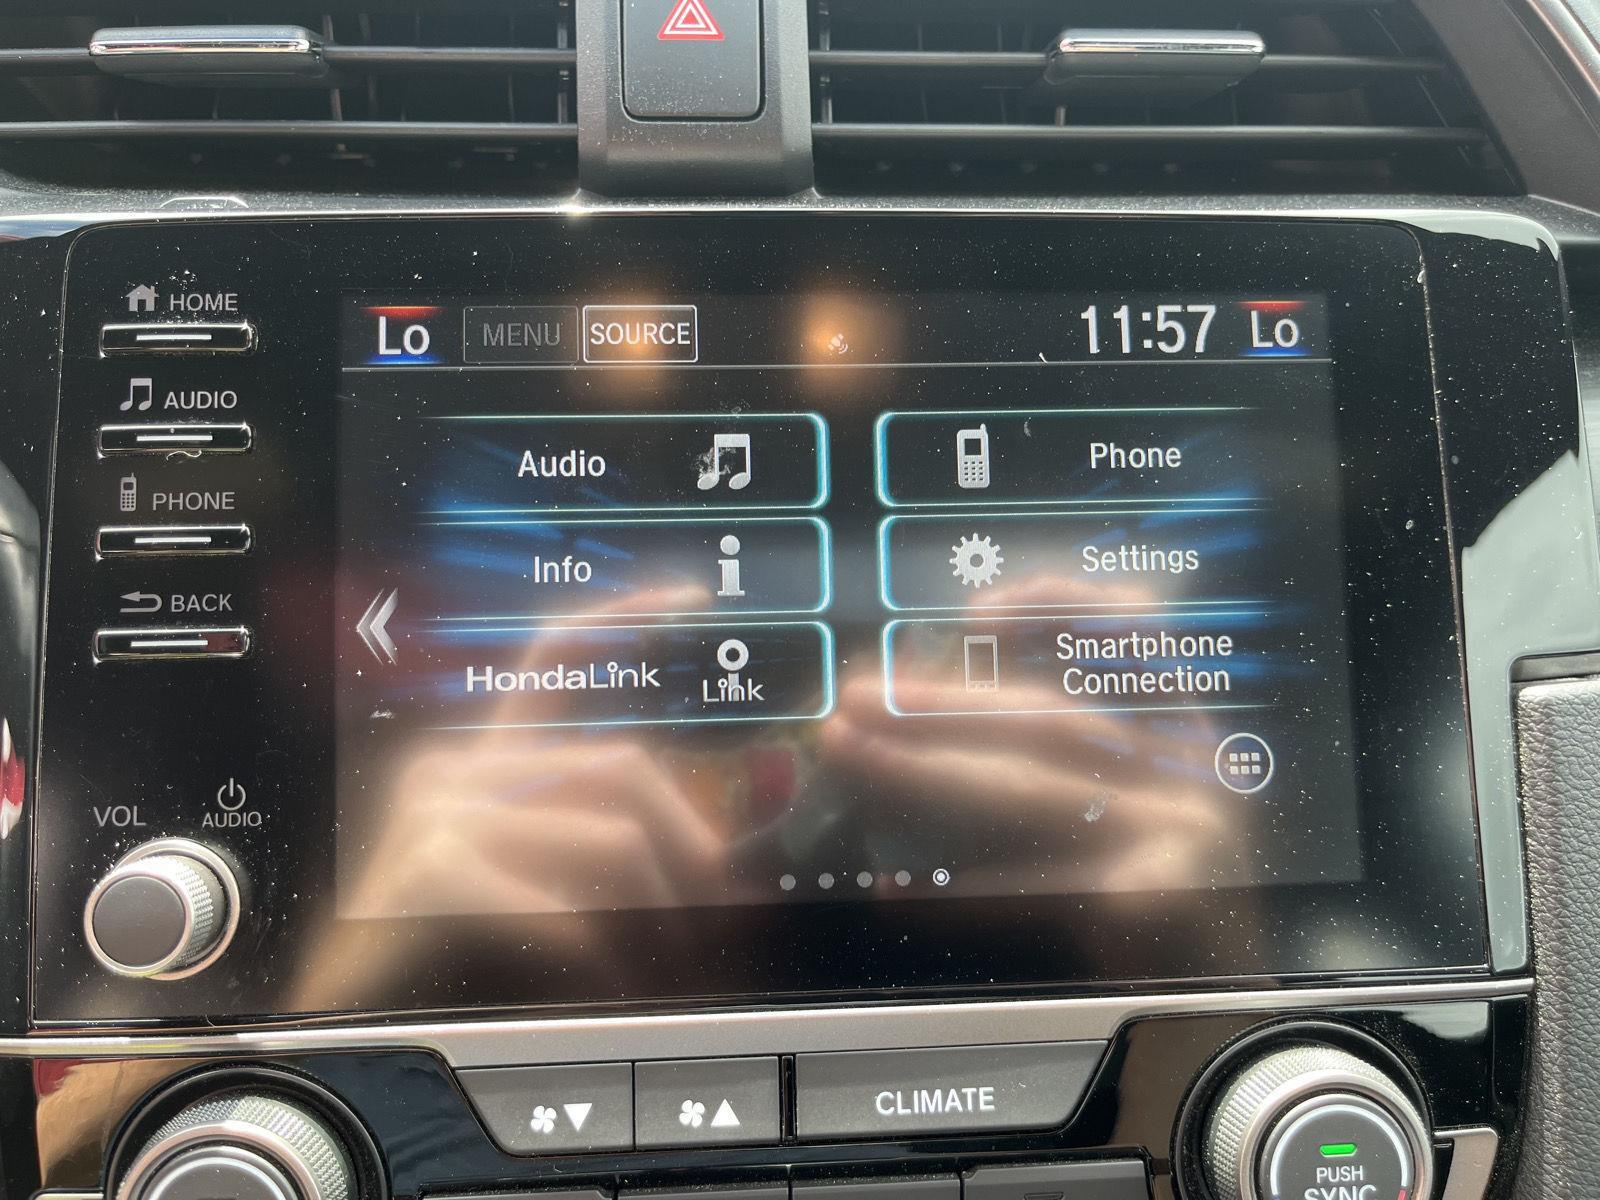 HOME
Lo MENU SOURCE 11:57 Lo
AUDIO
Audio
Phone
PHONE
Info
Settings
BACK
HondaLink
Link
Smartphone
Connection
VOL
AUDIO
CLIMATE
PUSH
SYNC